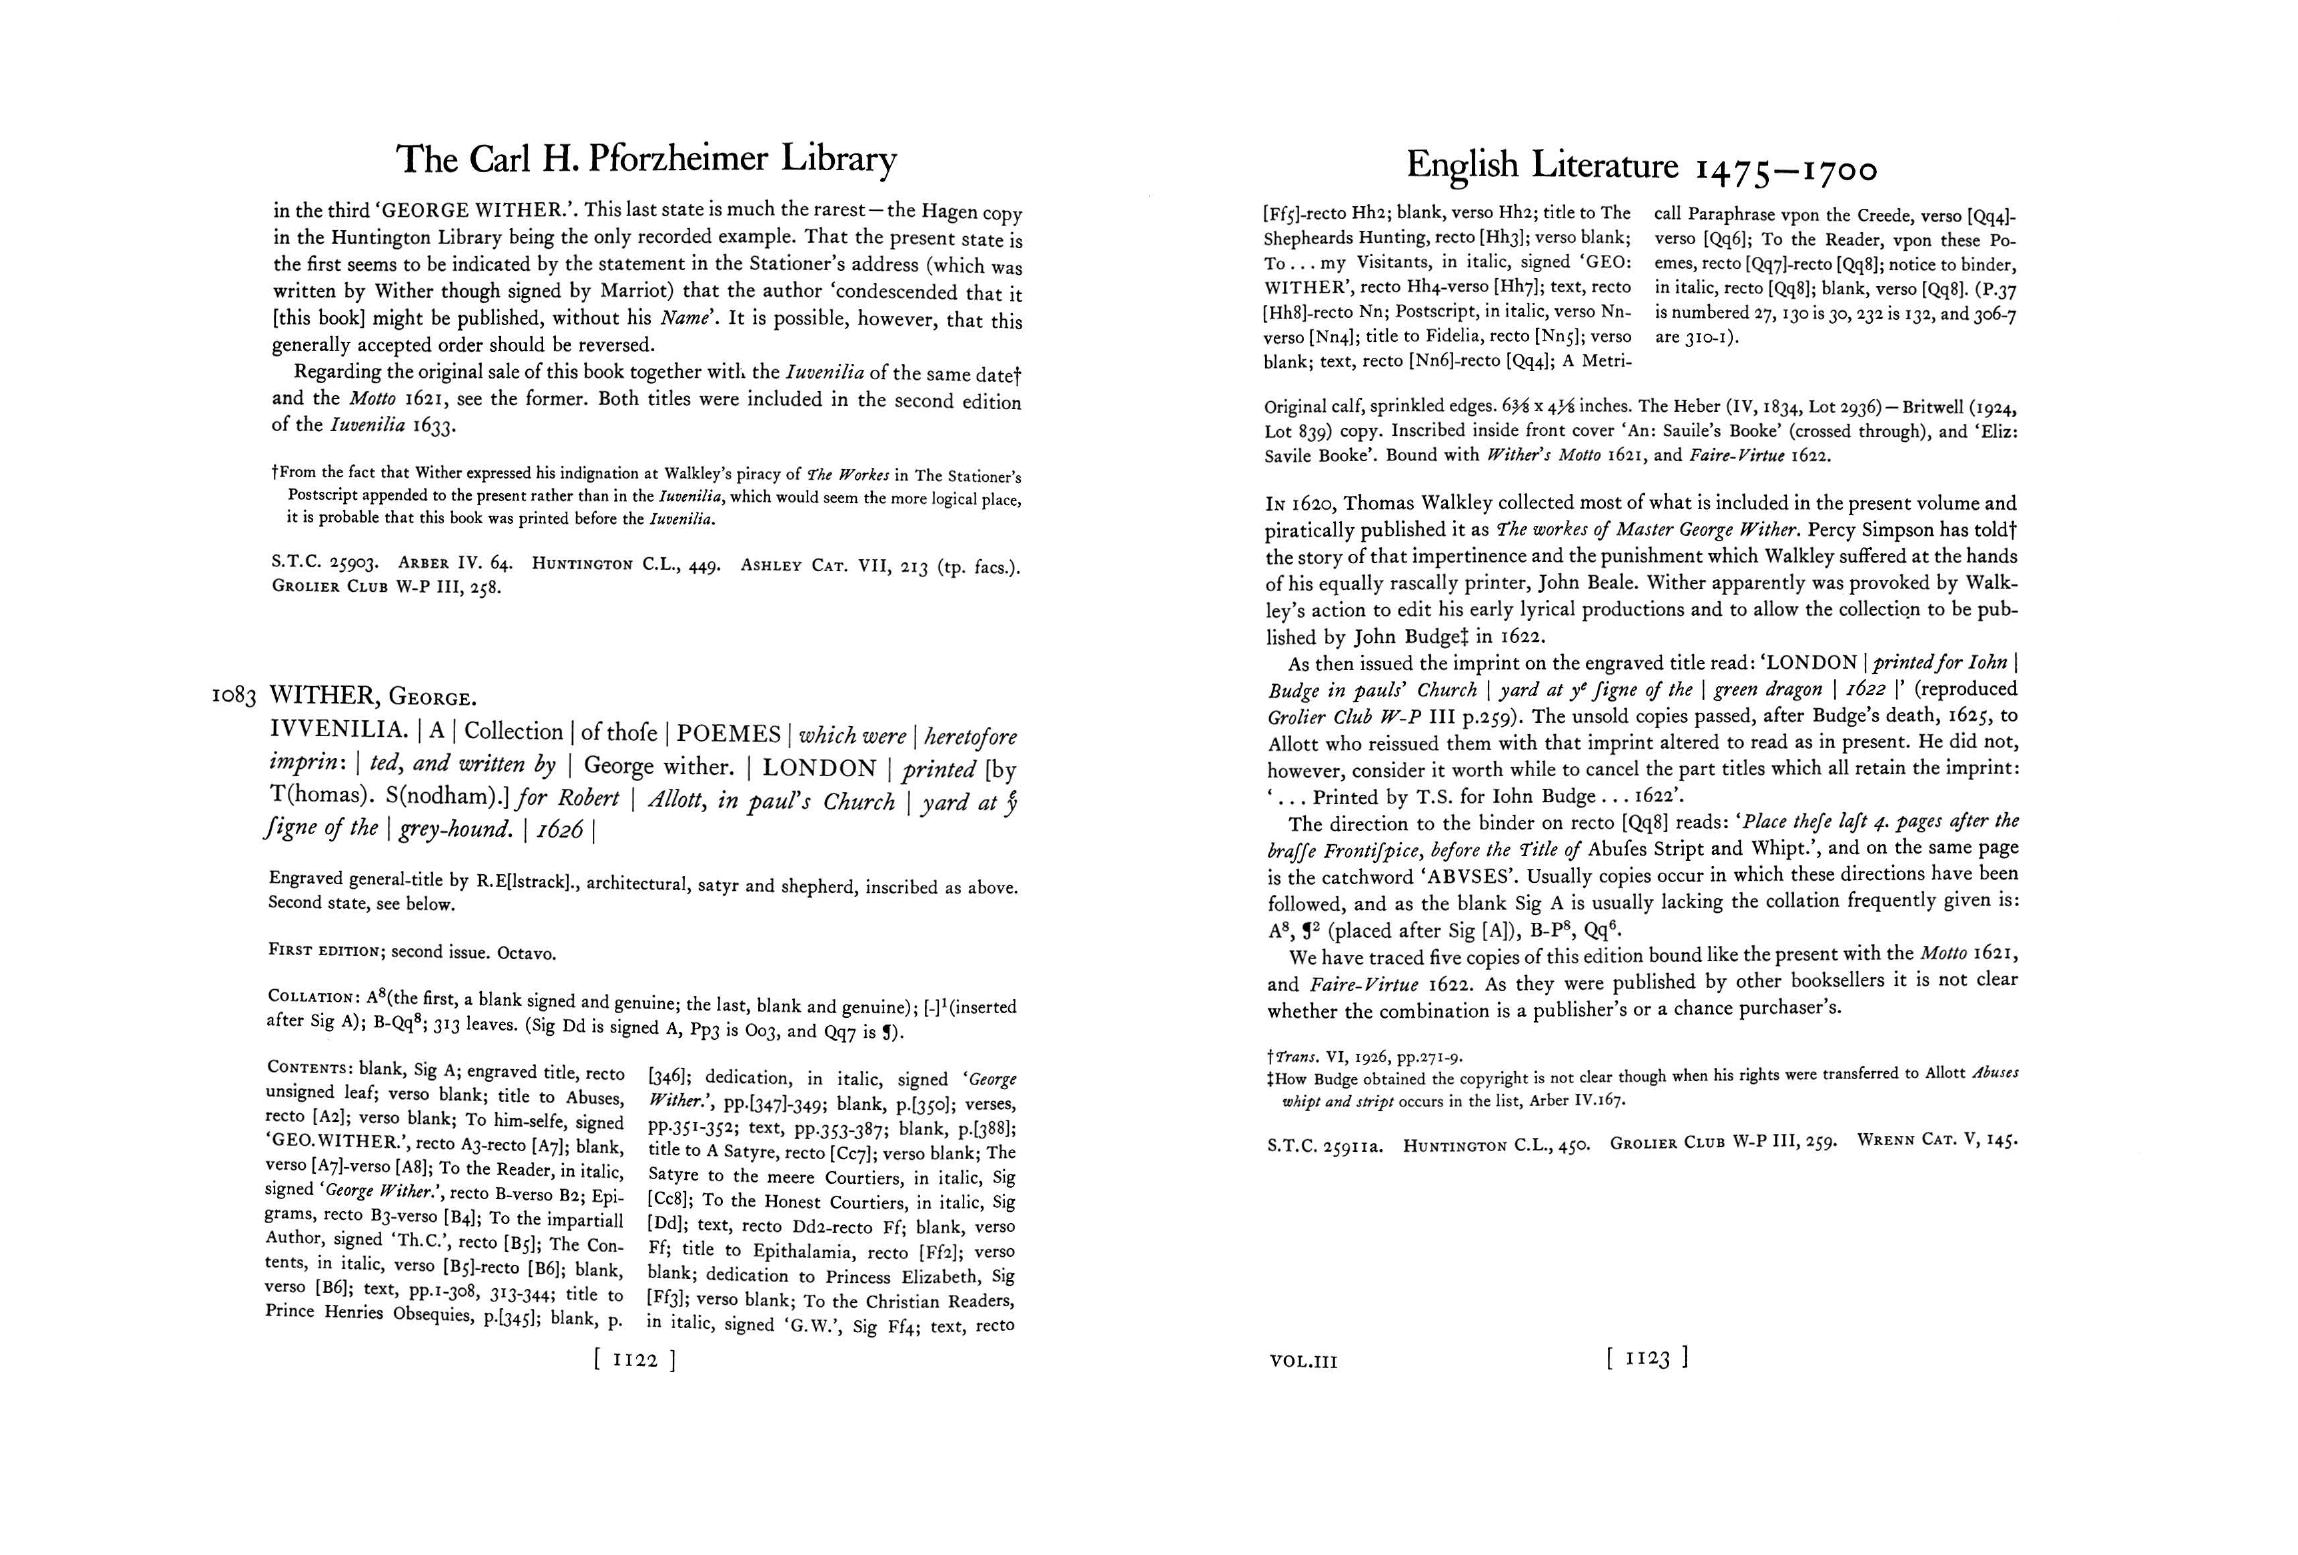 The Carl H. Pforzheimer Library
in the third ‘GEORGE WITHER.’. This last state is much the rarest—the Hagen copy
in the Huntington Library being the only recorded example. That the present state is
the first seems to be indicated by the statement in the Stationer's address (which was
written by Wither though signed by Marriot) that the author ‘condescended that it
[this book] might be published, without his Name’. It is possible, however, that this
generally accepted order should be reversed.
Regarding the original sale of this book together with the Iuvenilia of the same date†
and the Motto 1621, see the former. Both titles were included in the second edition
of the Iuvenilia 1633.
†From the fact that Wither expressed his indignation at Walkley's piracy of The Workes in The Stationer's
Postscript appended to the present rather than in the Iuvenilia, which would seem the more logical place,
it is probable that this book was printed before the Iuvenilia.
S.T.C. 25903. ARBER IV. 64. HUNTINGTON C.L., 449. ASHLEY CAT. VII, 213 (tp. facs.).
GROLIER CLUB W-P III, 258.
1083 WITHER, GEORGE.
IVVENILIA. | A | Collection | of thoſe | POEMES | which were | heretofore
imprin: | ted, and written by | George wither. | LONDON | printed [by
T(homas). S(nodham).] for Robert | Allott, in paul's Church | yard at yͤ
ſigne of the | grey-hound. | 1626 |
Engraved general-title by R.E[lstrack]., architectural, satyr and shepherd, inscribed as above.
Second state, see below.
FIRST EDITION; second issue. Octavo.
COLLATION: A⁸(the first, a blank signed and genuine; the last, blank and genuine); [-]¹(inserted
after Sig A); B-Qq⁸; 313 leaves. (Sig Dd is signed A, Pp3 is Oo3, and Qq7 is ¶).
CONTENTS: blank, Sig A; engraved title, recto
unsigned leaf; verso blank; title to Abuses,
recto [A2]; verso blank; To him-selfe, signed
‘GEO.WITHER.’, recto A3-recto [A7]; blank,
verso [A7]-verso [A8]; To the Reader, in italic,
signed ‘George Wither.’, recto B-verso B2; Epi-
grams, recto B3-verso [B4]; To the impartiall
Author, signed ‘Th.C.’, recto [B5]; The Con-
tents, in italic, verso [B5]-recto [B6]; blank,
verso [B6]; text, pp.1-308, 313-344; title to
Prince Henries Obsequies, p.[345]; blank, p.
[346]; dedication, in italic, signed ‘George
Wither.’, pp.[347]-349; blank, p.[350]; verses,
pp.351-352; text, pp.353-387; blank, p.[388];
title to A Satyre, recto [Cc7]; verso blank; The
Satyre to the meere Courtiers, in italic, Sig
[Cc8]; To the Honest Courtiers, in italic, Sig
[Dd]; text, recto Dd2-recto Ff; blank, verso
Ff; title to Epithalamia, recto [Ff2]; verso
blank; dedication to Princess Elizabeth, Sig
[Ff3]; verso blank; To the Christian Readers,
in italic, signed ‘G.W.’, Sig Ff4; text, recto
[ 1122 ]
English Literature 1475—1700
[Ff5]-recto Hh2; blank, verso Hh2; title to The
Shepheards Hunting, recto [Hh3]; verso blank;
To . . . my Visitants, in italic, signed ‘GEO:
WITHER’, recto Hh4-verso [Hh7]; text, recto
[Hh8]-recto Nn; Postscript, in italic, verso Nn-
verso [Nn4]; title to Fidelia, recto [Nn5]; verso
blank; text, recto [Nn6]-recto [Qq4]; A Metri-
call Paraphrase vpon the Creede, verso [Qq4]-
verso [Qq6]; To the Reader, vpon these Po-
emes, recto [Qq7]-recto [Qq8]; notice to binder,
in italic, recto [Qq8]; blank, verso [Qq8]. (P.37
is numbered 27, 130 is 30, 232 is 132, and 306-7
are 310-1).
Original calf, sprinkled edges. 6⅜ x 4⅛ inches. The Heber (IV, 1834, Lot 2936)—Britwell (1924,
Lot 839) copy. Inscribed inside front cover ‘An: Sauile's Booke’ (crossed through), and ‘Eliz:
Savile Booke’. Bound with Wither's Motto 1621, and Faire-Virtue 1622.
IN 1620, Thomas Walkley collected most of what is included in the present volume and
piratically published it as The workes of Master George Wither. Percy Simpson has told†
the story of that impertinence and the punishment which Walkley suffered at the hands
of his equally rascally printer, John Beale. Wither apparently was provoked by Walk-
ley's action to edit his early lyrical productions and to allow the collection to be pub-
lished by John Budge‡ in 1622.
As then issued the imprint on the engraved title read: ‘LONDON | printed for Iohn |
Budge in pauls' Church | yard at yᵉ ſigne of the | green dragon | 1622 |’ (reproduced
Grolier Club W-P III p.259). The unsold copies passed, after Budge's death, 1625, to
Allott who reissued them with that imprint altered to read as in present. He did not,
however, consider it worth while to cancel the part titles which all retain the imprint:
‘. . . Printed by T.S. for Iohn Budge . . . 1622’.
The direction to the binder on recto [Qq8] reads: ‘Place theſe laſt 4. pages after the
braſſe Frontiſpice, before the Title of Abuſes Stript and Whipt.’, and on the same page
is the catchword ‘ABVSES’. Usually copies occur in which these directions have been
followed, and as the blank Sig A is usually lacking the collation frequently given is:
A⁸, ¶² (placed after Sig [A]), B-P⁸, Qq⁶.
We have traced five copies of this edition bound like the present with the Motto 1621,
and Faire-Virtue 1622. As they were published by other booksellers it is not clear
whether the combination is a publisher's or a chance purchaser's.
†Trans. VI, 1926, pp.271-9.
‡How Budge obtained the copyright is not clear though when his rights were transferred to Allott Abuses
whipt and stript occurs in the list, Arber IV.167.
S.T.C. 25911a. HUNTINGTON C.L., 450. GROLIER CLUB W-P III, 259. WRENN CAT. V, 145.
VOL.III
[ 1123 ]